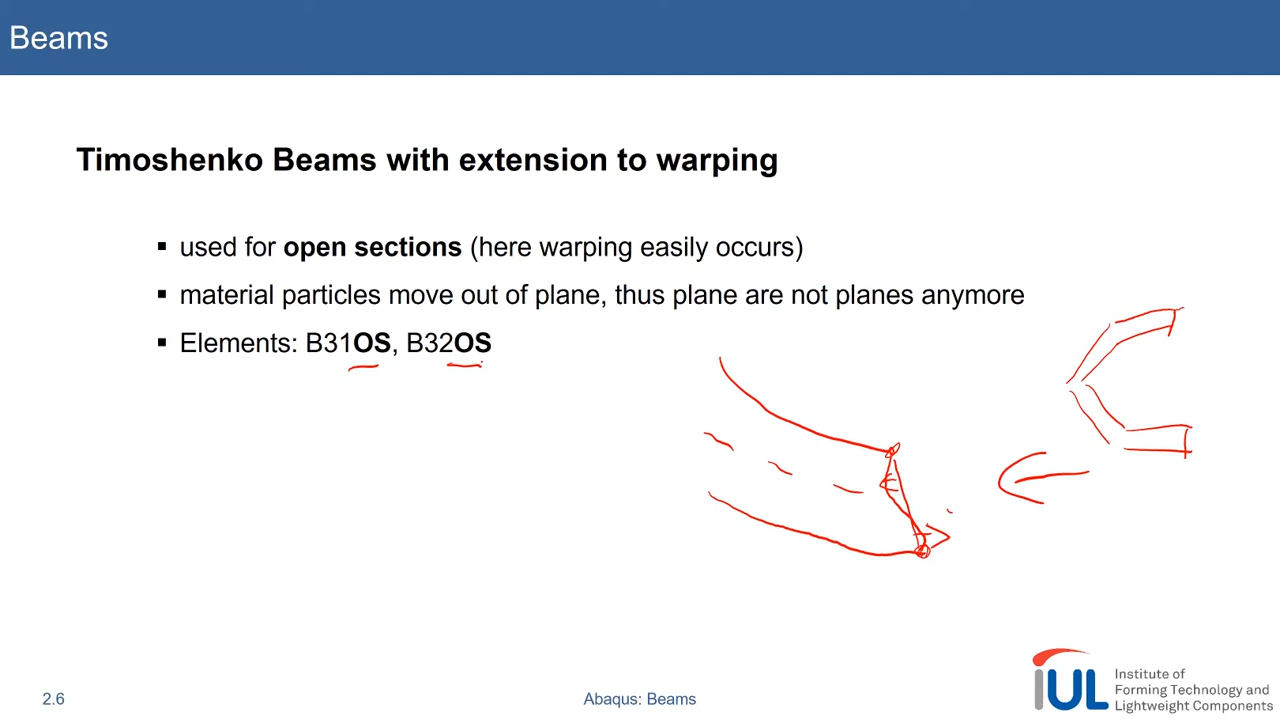 Beams
Timoshenko Beams with extension to warping
▪ used for open sections (here warping easily occurs)
▪ material particles move out of plane, thus plane are not planes anymore
▪ Elements: B31OS, B32OS
2.6
Abaqus: Beams
IUL
Institute of
Forming Technology and
Lightweight Components